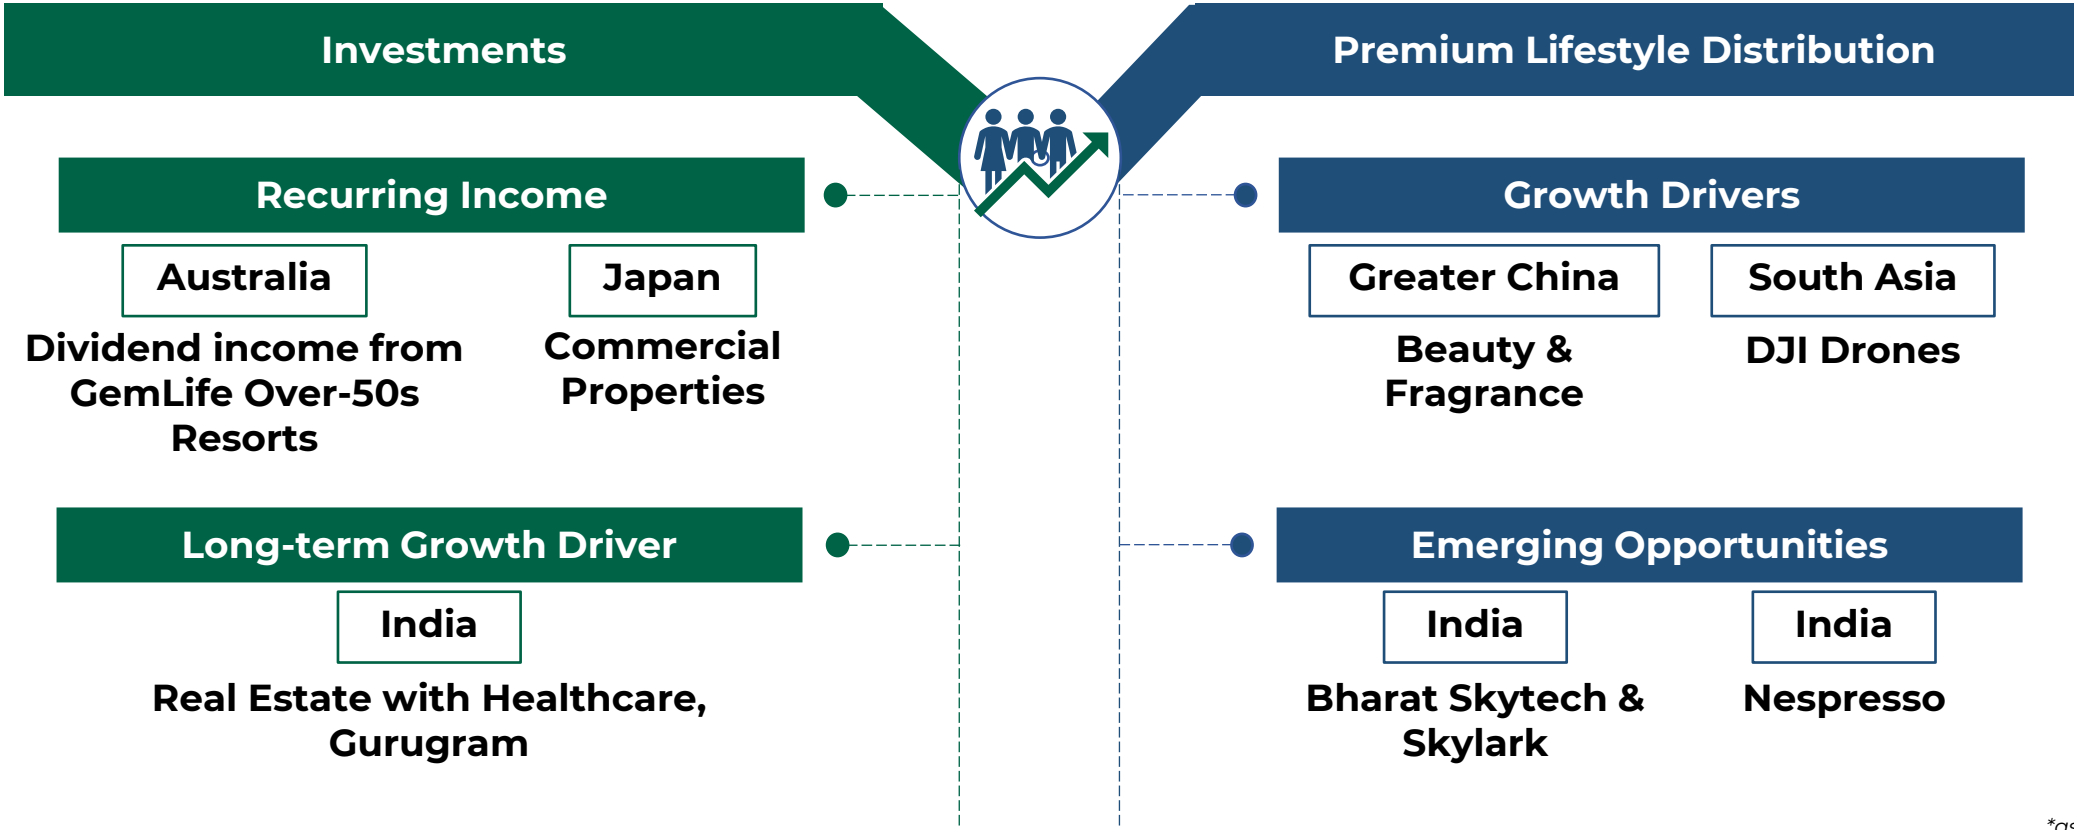 Investments
Premium Lifestyle Distribution
Recurring Income
Australia
Dividend income from
GemLife Over-50s
Resorts
Japan
Commercial
Properties
Growth Drivers
Greater China
Beauty &
Fragrance
South Asia
DJI Drones
Long-term Growth Driver
India
Real Estate with Healthcare,
Gurugram
Emerging Opportunities
India
Bharat Skytech &
Skylark
India
Nespresso